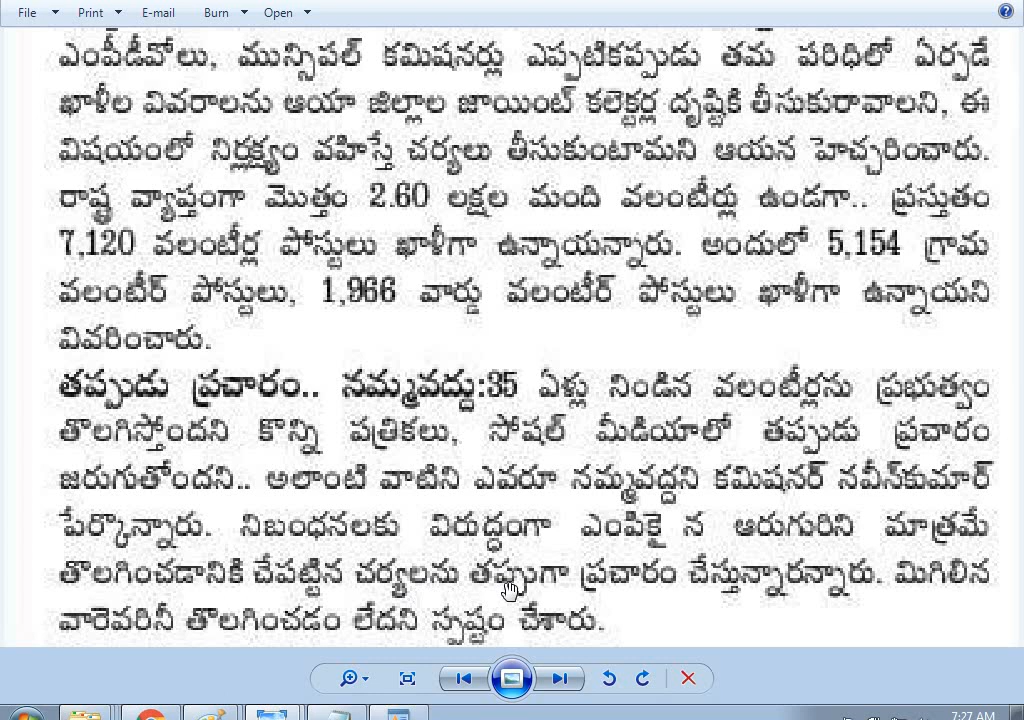 File Print E-mail Burn Open
ఎంపీడీవోలు, మున్సిపల్ కమిషనర్లు ఎప్పటికప్పుడు తమ పరిధిలో ఏర్పడే
ఖాళీల వివరాలను ఆయా జిల్లాల జాయింట్ కలెక్టర్ల దృష్టికి తీసుకురావాలని, ఈ
విషయంలో నిర్లక్ష్యం వహిస్తే చర్యలు తీసుకుంటామని ఆయన హెచ్చరించారు.
రాష్ట్ర వ్యాప్తంగా మొత్తం 2.60 లక్షల మంది వలంటీర్లు ఉండగా.. ప్రస్తుతం
7,120 వలంటీర్ల పోస్టులు ఖాళీగా ఉన్నాయన్నారు. అందులో 5,154 గ్రామ
వలంటీర్ పోస్టులు, 1,966 వార్డు వలంటీర్ పోస్టులు ఖాళీగా ఉన్నాయని
వివరించారు.
తప్పుడు ప్రచారం.. నమ్మవద్దు:35 ఏళ్లు నిండిన వలంటీర్లను ప్రభుత్వం
తొలగిస్తోందని కొన్ని పత్రికలు, సోషల్ మీడియాలో తప్పుడు ప్రచారం
జరుగుతోందని.. అలాంటి వాటిని ఎవరూ నమ్మవద్దని కమిషనర్ నవీన్‌కుమార్
పేర్కొన్నారు. నిబంధనలకు విరుద్ధంగా ఎంపికై న ఆరుగురిని మాత్రమే
తొలగించడానికి చేపట్టిన చర్యలను తప్పుగా ప్రచారం చేస్తున్నారన్నారు. మిగిలిన
వారెవరినీ తొలగించడం లేదని స్పష్టం చేశారు.
7:27 AM